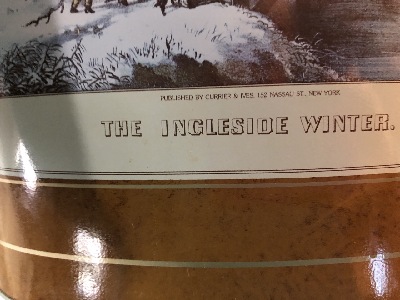 PUBLISHED BY CURRIER & IVES, 152 NASSAU ST., NEW YORK
THE INGLESIDE WINTER.